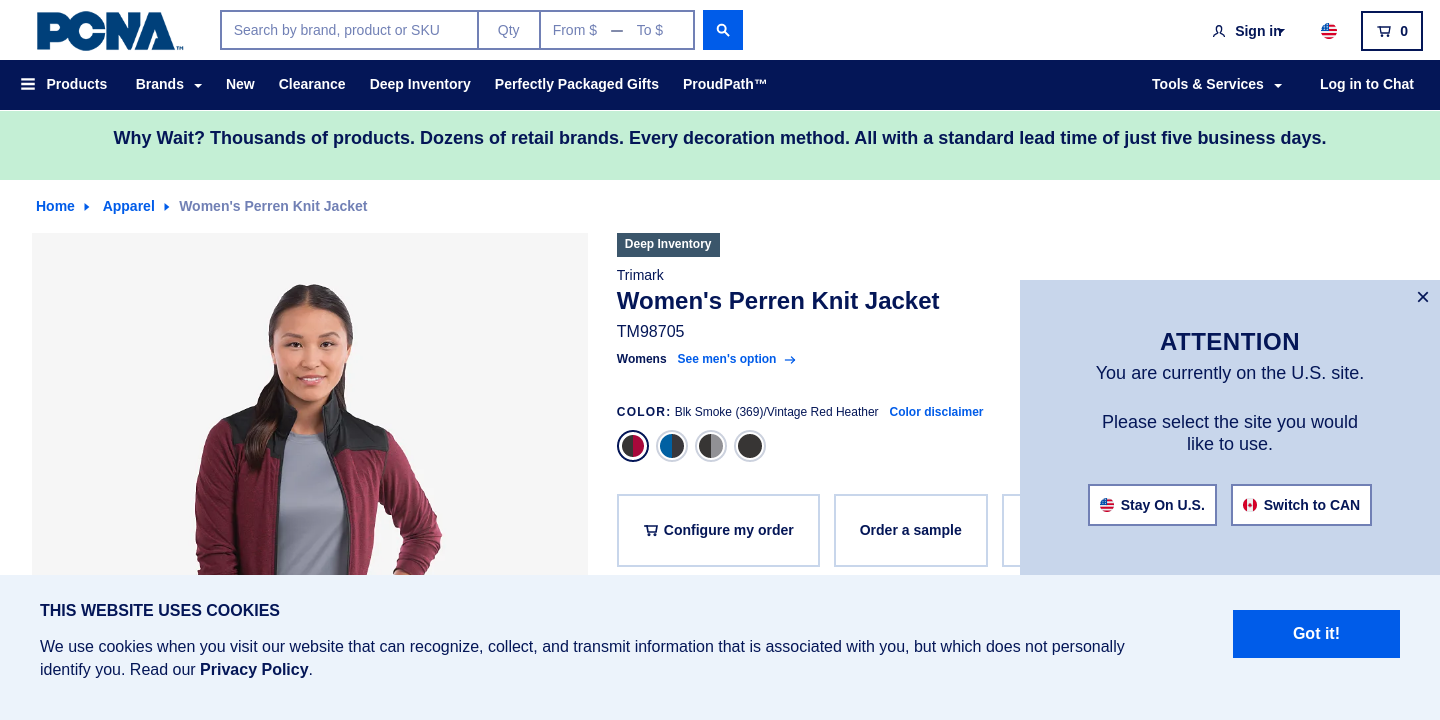 PCNA™
Search by brand, product or SKU
Qty
From $
To $
Sign in
0
Products
Brands
New
Clearance
Deep Inventory
Perfectly Packaged Gifts
ProudPath™
Tools & Services
Log in to Chat
Why Wait? Thousands of products. Dozens of retail brands. Every decoration method. All with a standard lead time of just five business days.
Home
Apparel
Women's Perren Knit Jacket
Deep Inventory
Trimark
Women's Perren Knit Jacket
TM98705
Womens See men's option
COLOR: Blk Smoke (369)/Vintage Red Heather Color disclaimer
Configure my order
Order a sample
ATTENTION
You are currently on the U.S. site.
Please select the site you would
like to use.
Stay On U.S.
Switch to CAN
THIS WEBSITE USES COOKIES
We use cookies when you visit our website that can recognize, collect, and transmit information that is associated with you, but which does not personally
identify you. Read our Privacy Policy.
Got it!